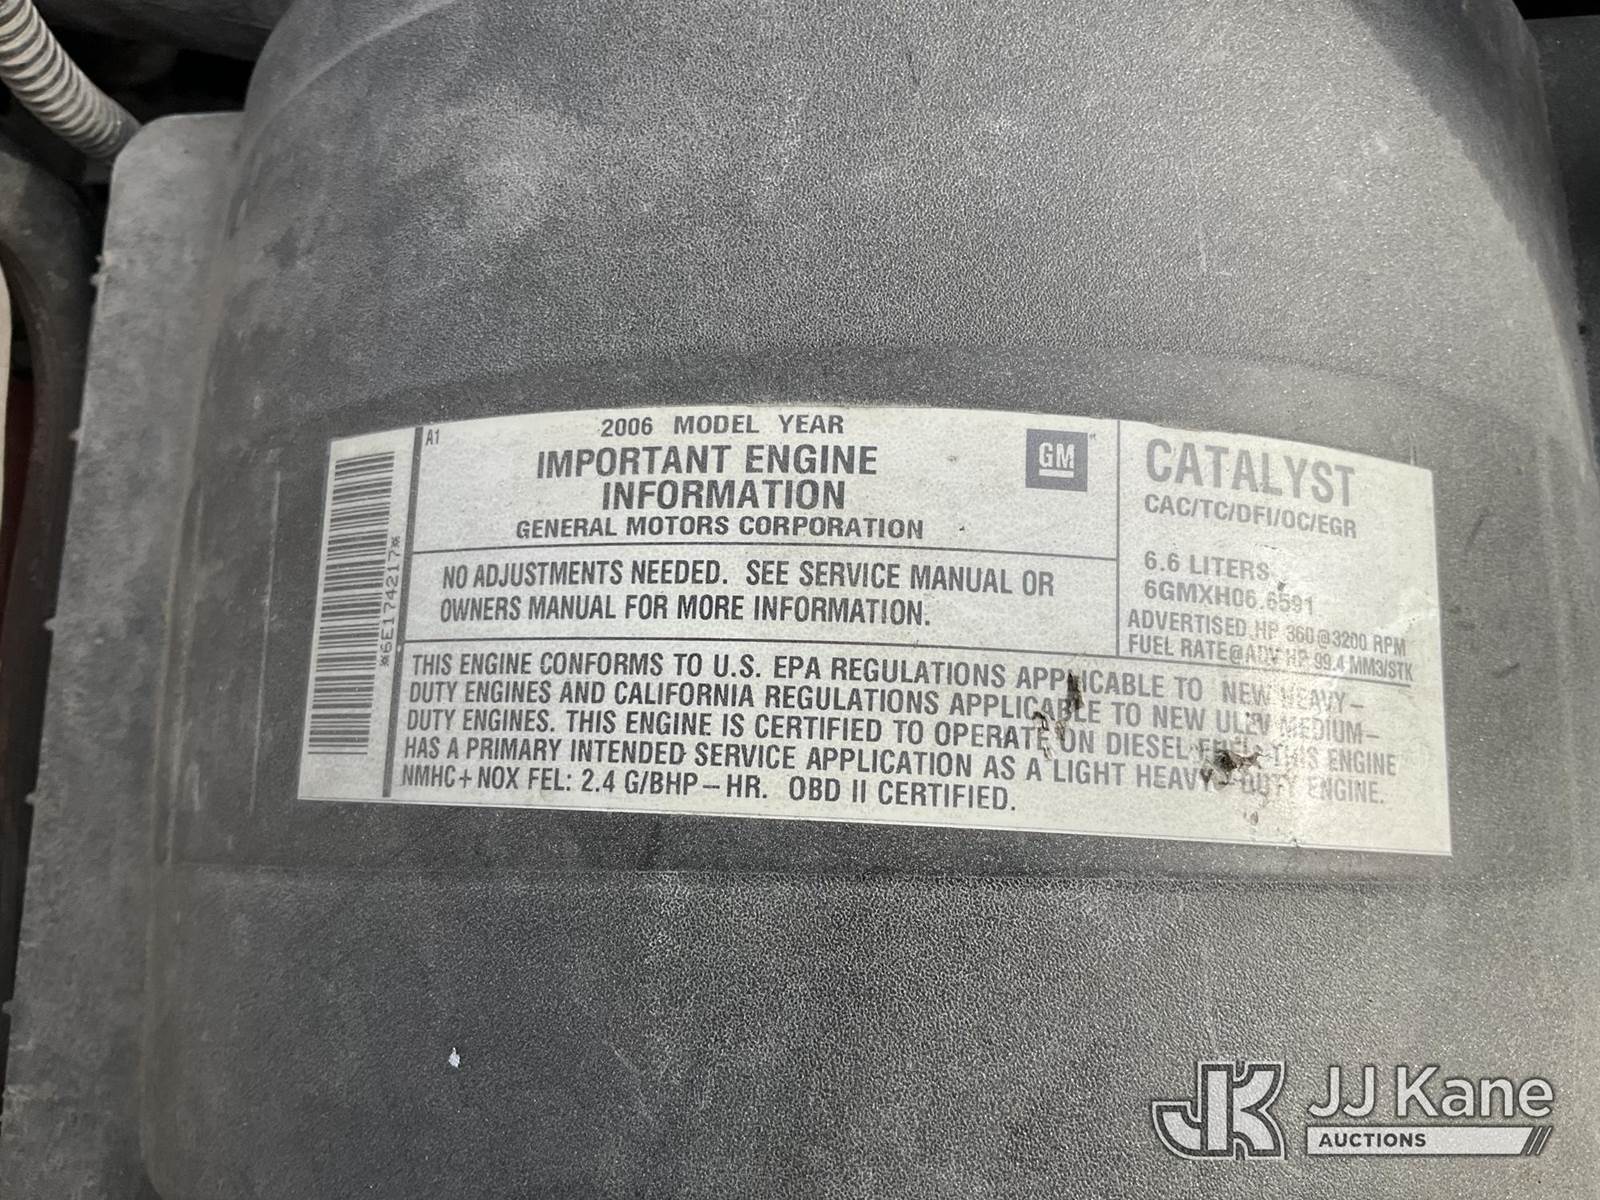 A1
2006 MODEL YEAR
IMPORTANT ENGINE
INFORMATION
GENERAL MOTORS CORPORATION
GM
NO ADJUSTMENTS NEEDED. SEE SERVICE MANUAL OR
OWNERS MANUAL FOR MORE INFORMATION.
CATALYST
CAC/TC/DFI/OC/EGR
6.6 LITERS
6GMXH06.6591
ADVERTISED HP 360@3200 RPM
FUEL RATE@ADV HP 99.4 MM3/STK
THIS ENGINE CONFORMS TO U.S. EPA REGULATIONS APPLICABLE TO NEW HEAVY-
DUTY ENGINES AND CALIFORNIA REGULATIONS APPLICABLE TO NEW ULEV MEDIUM-
DUTY ENGINES. THIS ENGINE IS CERTIFIED TO OPERATE ON DIESEL FUEL. THIS ENGINE
HAS A PRIMARY INTENDED SERVICE APPLICATION AS A LIGHT HEAVY-DUTY ENGINE.
NMHC+NOX FEL: 2.4 G/BHP-HR. OBD II CERTIFIED.
*6E174217*
JK JJ Kane
AUCTIONS